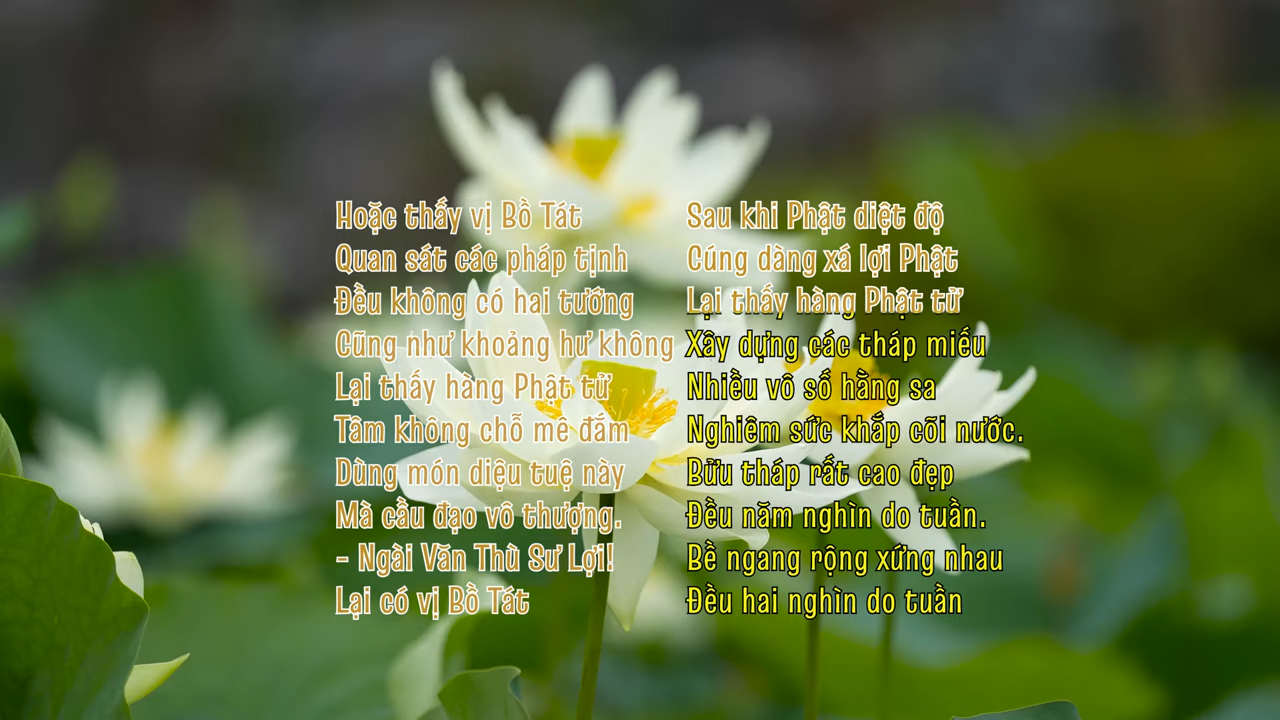 Hoặc thấy vị Bồ Tát
Quan sát các pháp tịnh
Đều không có hai tướng
Cũng như khoảng hư không
Lại thấy hàng Phật tử
Tâm không chỗ mê đắm
Dùng món diệu tuệ này
Mà cầu đạo vô thượng.
- Ngài Văn Thù Sư Lợi!
Lại có vị Bồ Tát
Sau khi Phật diệt độ
Cúng dàng xá lợi Phật
Lại thấy hàng Phật tử
Xây dựng các tháp miếu
Nhiều vô số hằng sa
Nghiêm sức khắp cõi nước.
Bửu tháp rất cao đẹp
Đều năm nghìn do tuần.
Bề ngang rộng xứng nhau
Đều hai nghìn do tuần